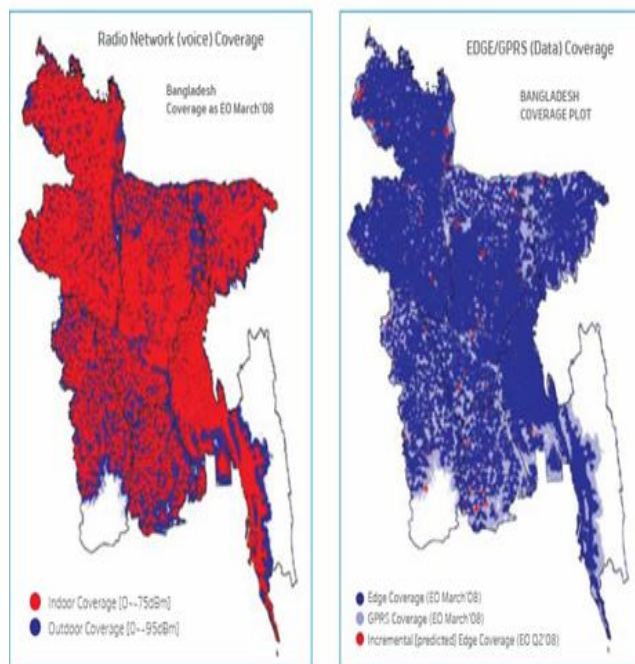 Radio Network (voice) Coverage
Bangladesh
Coverage as EO March'08
Indoor Coverage [0~-75dBm]
Outdoor Coverage [0~-95dBm]
EDGE/GPRS (Data) Coverage
BANGLADESH
COVERAGE PLOT
Edge Coverage (EO March'08)
GPRS Coverage (EO March'08)
Incremental [predicted] Edge Coverage (EO Q2'08)